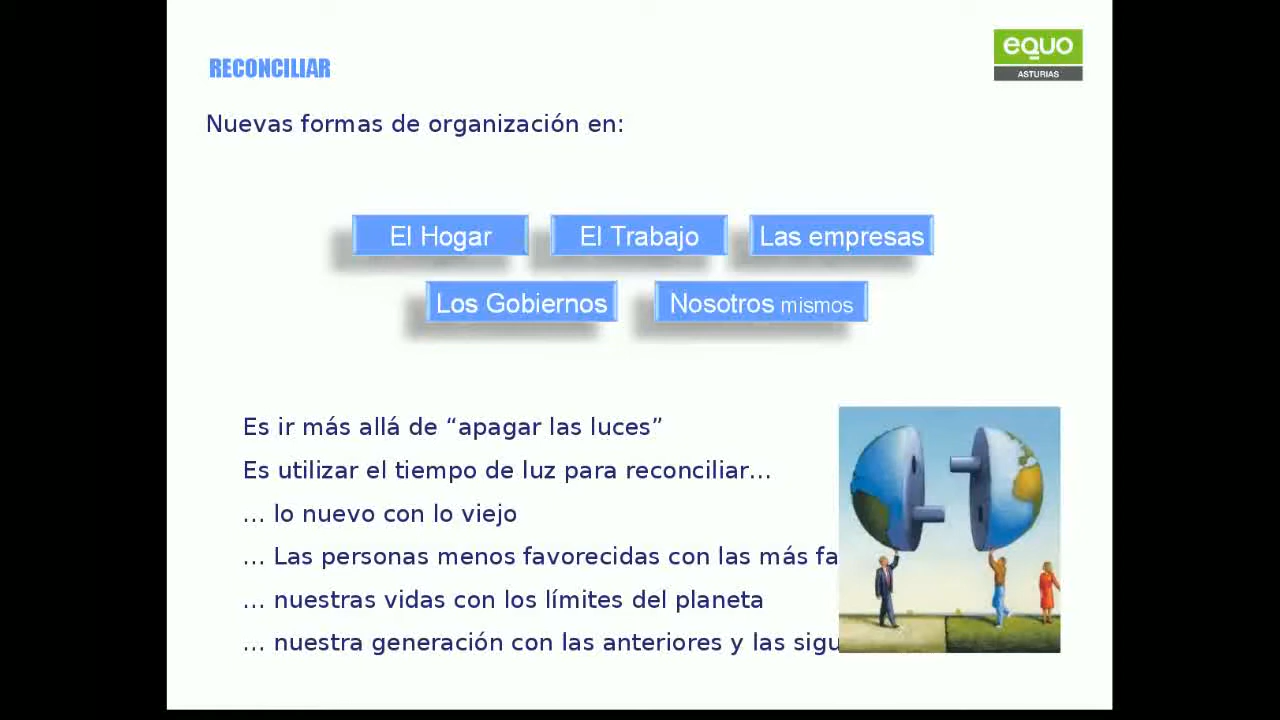 equo
ASTURIAS
RECONCILIAR
Nuevas formas de organización en:
El Hogar
El Trabajo
Las empresas
Los Gobiernos
Nosotros mismos
Es ir más allá de “apagar las luces”
Es utilizar el tiempo de luz para reconciliar…
… lo nuevo con lo viejo
… Las personas menos favorecidas con las más
… nuestras vidas con los límites del planeta
… nuestra generación con las anteriores y las